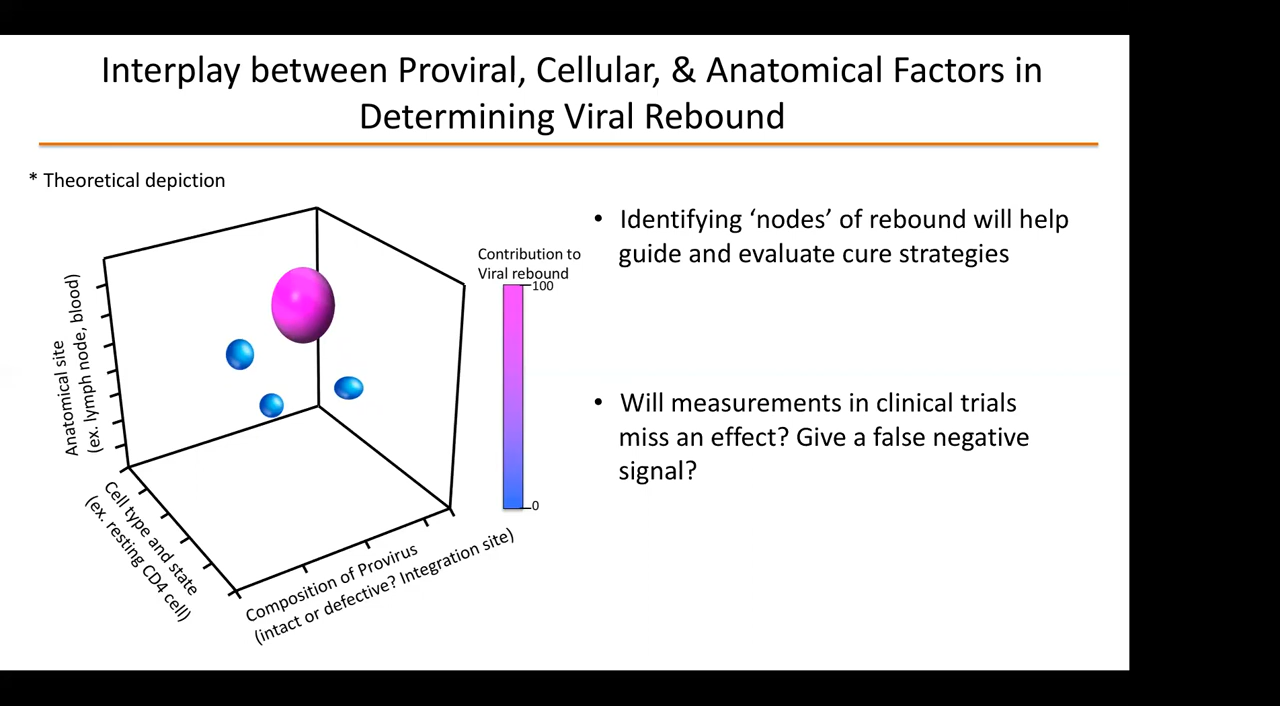 Interplay between Proviral, Cellular, & Anatomical Factors in
Determining Viral Rebound
* Theoretical depiction
Anatomical site
(ex. lymph node, blood)
Cell type and state
(ex. resting CD4 cell)
Composition of Provirus
(intact or defective? Integration site)
Contribution to
Viral rebound
100
0
• Identifying ‘nodes’ of rebound will help
guide and evaluate cure strategies
• Will measurements in clinical trials
miss an effect? Give a false negative
signal?